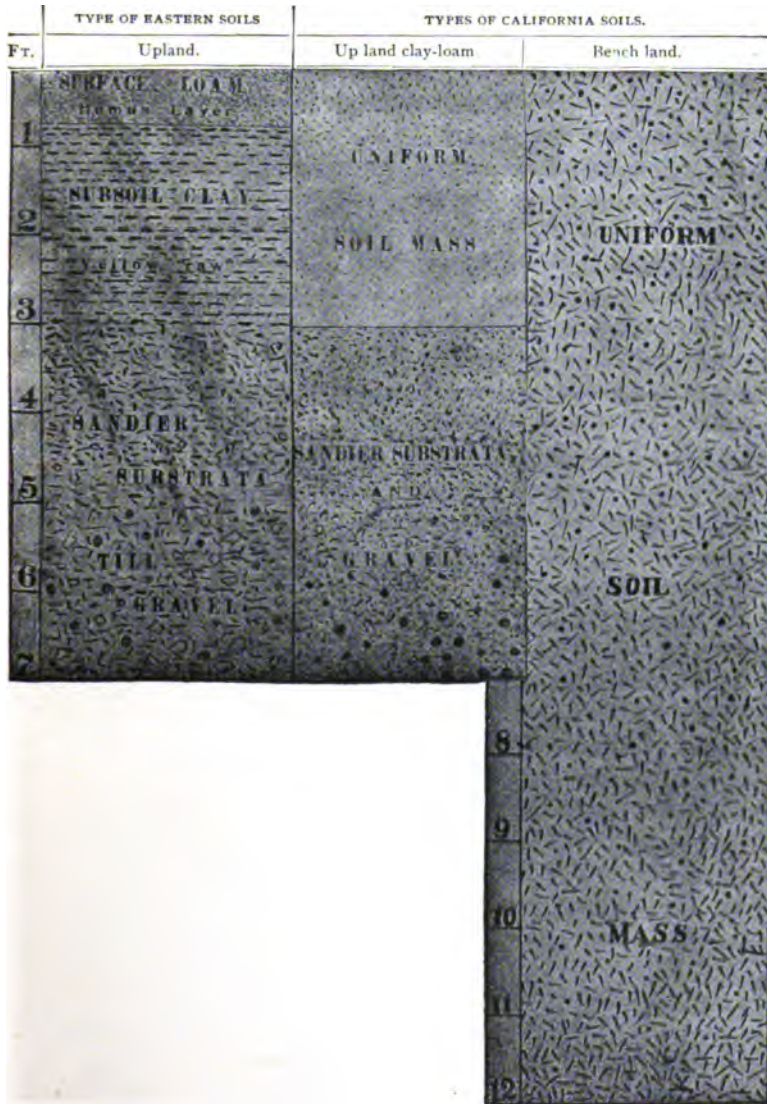 TYPE OF EASTERN SOILS
TYPES OF CALIFORNIA SOILS.
FT.
Upland.
Up land clay-loam
Bench land.
SURFACE LOAM
Humus Layer
SUBSOIL CLAY
"Yellow raw"
SANDIER
SUBSTRATA
TILL
GRAVEL
UNIFORM
SOIL MASS
SANDIER SUBSTRATA
AND
GRAVEL
UNIFORM
SOIL
MASS
1
2
3
4
5
6
7
8
9
10
11
12